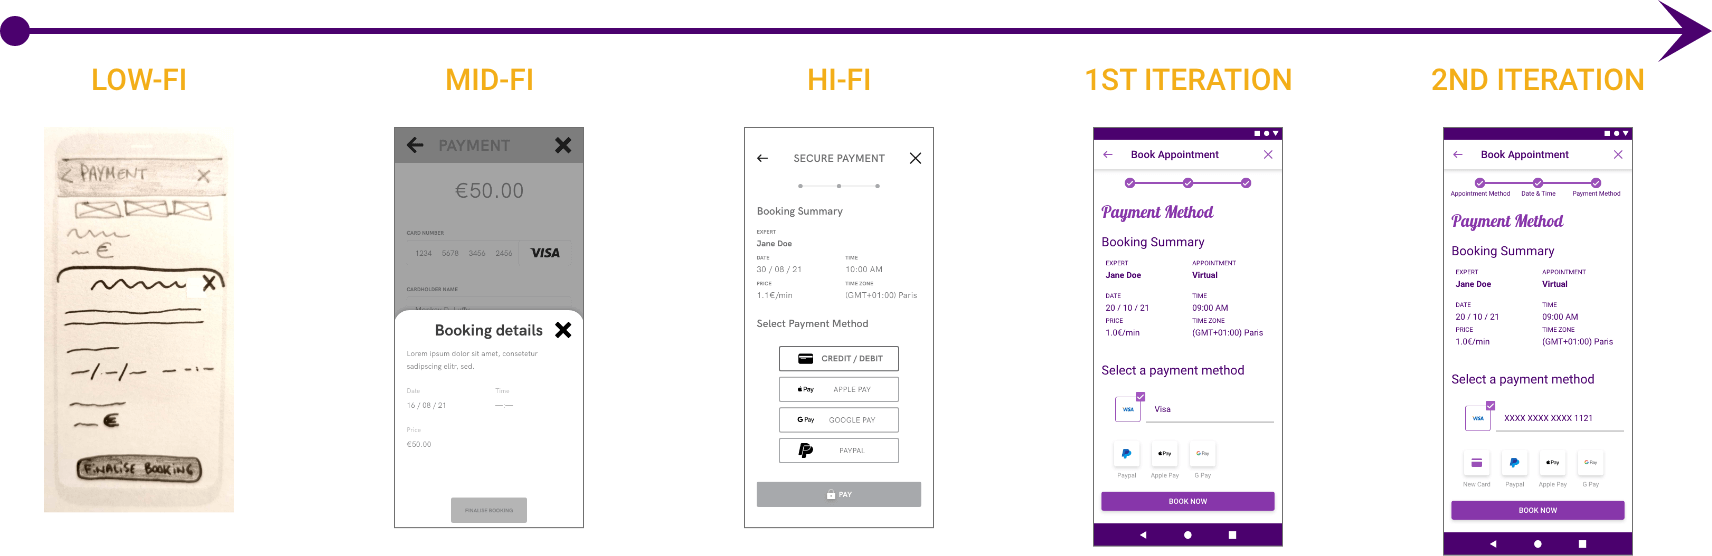 LOW-FI
MID-FI
HI-FI
1ST ITERATION
2ND ITERATION
< PAYMENT X
€
X
€
FINALISE BOOKING
PAYMENT
€50.00
CARD NUMBER
1234 5678 3456 2456 VISA
CARDHOLDER NAME
Booking details
Lorem ipsum dolor sit amet, consetetur
sadipscing elitr, sed.
Date Time
16 / 08 / 21 —:—
Price
€50.00
FINALISE BOOKING
SECURE PAYMENT
Booking Summary
EXPERT
Jane Doe
DATE TIME
30 / 08 / 21 10:00 AM
PRICE TIME ZONE
1.1€/min (GMT+01:00) Paris
Select Payment Method
CREDIT / DEBIT
Pay APPLE PAY
G Pay GOOGLE PAY
PAYPAL
PAY
Book Appointment
Payment Method
Booking Summary
EXPERT APPOINTMENT
Jane Doe Virtual
DATE TIME
20 / 10 / 21 09:00 AM
PRICE TIME ZONE
1.0€/min (GMT+01:00) Paris
Select a payment method
VISA Visa
Pay G Pay
Paypal Apple Pay G Pay
BOOK NOW
Book Appointment
Appointment Method Date & Time Payment Method
Payment Method
Booking Summary
EXPERT APPOINTMENT
Jane Doe Virtual
DATE TIME
20 / 10 / 21 09:00 AM
PRICE TIME ZONE
1.0€/min (GMT+01:00) Paris
Select a payment method
VISA XXXX XXXX XXXX 1121
Pay G Pay
New Card Paypal Apple Pay G Pay
BOOK NOW